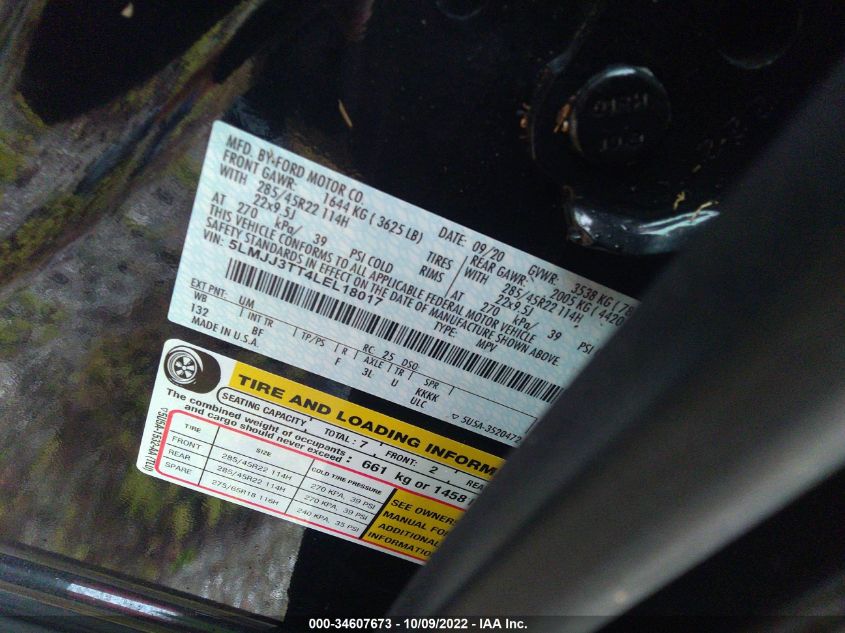 MFD. BY FORD MOTOR CO.
DATE: 09/20
GVWR: 3538 KG
FRONT GAWR: 1644 KG ( 3625 LB)
REAR GAWR: 2005 KG ( 4420
WITH 285/45R22 114H TIRES
285/45R22 114H,
22x9.5J RIMS
22x9.5J
AT 270 kPa/ 39 PSI COLD
AT 270 kPa/ 39 PSI
THIS VEHICLE CONFORMS TO ALL APPLICABLE FEDERAL MOTOR VEHICLE
SAFETY STANDARDS IN EFFECT ON THE DATE OF MANUFACTURE SHOWN ABOVE.
VIN: 5LMJJ3TT4LEL18017
TYPE: MPV
EXT PNT: UM
RC: 25 DSO:
WB INT TR TP/PS R AXLE TR SPR
132 BF F 3L U KKKK
ULC
MADE IN U.S.A.
▽ 5U5A-3520472
TIRE AND LOADING INFORM
SEATING CAPACITY TOTAL: 7 FRONT: 2 REA
The combined weight of occupants
and cargo should never exceed : 661 kg or 1458
TIRE SIZE COLD TIRE PRESSURE
FRONT 285/45R22 114H 270 KPA, 39 PSI
REAR 285/45R22 114H 270 KPA, 39 PSI
SPARE 275/65R18 116H 240 KPA, 35 PSI
SEE OWNER
MANUAL FOR
ADDITIONAL
INFORMATION
000-34607673 - 10/09/2022 - IAA Inc.